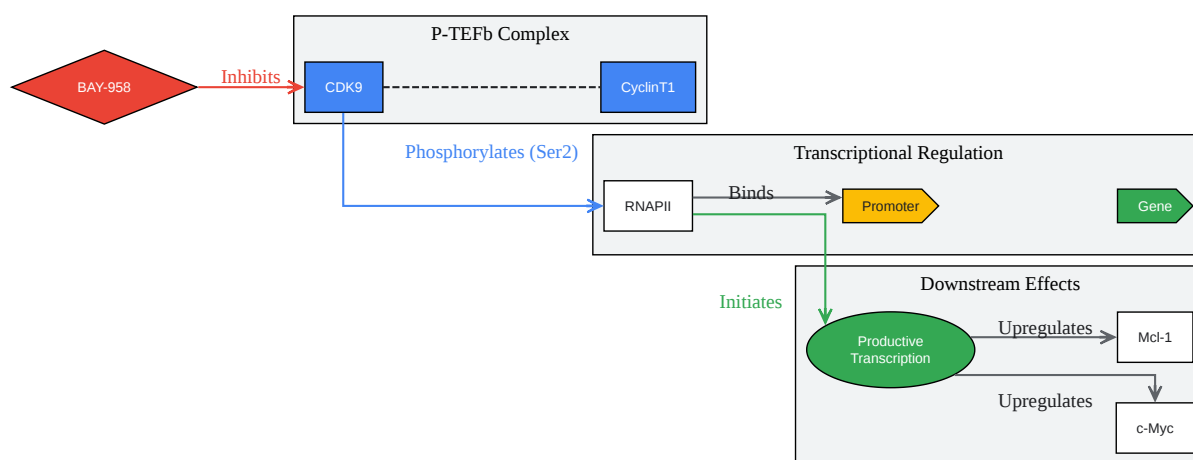 P-TEFb Complex
BAY-958
Inhibits
CDK9
CyclinT1
Phosphorylates (Ser2)
Transcriptional Regulation
RNAPII
Binds
Promoter
Gene
Initiates
Downstream Effects
Productive
Transcription
Upregulates
Mcl-1
Upregulates
c-Myc